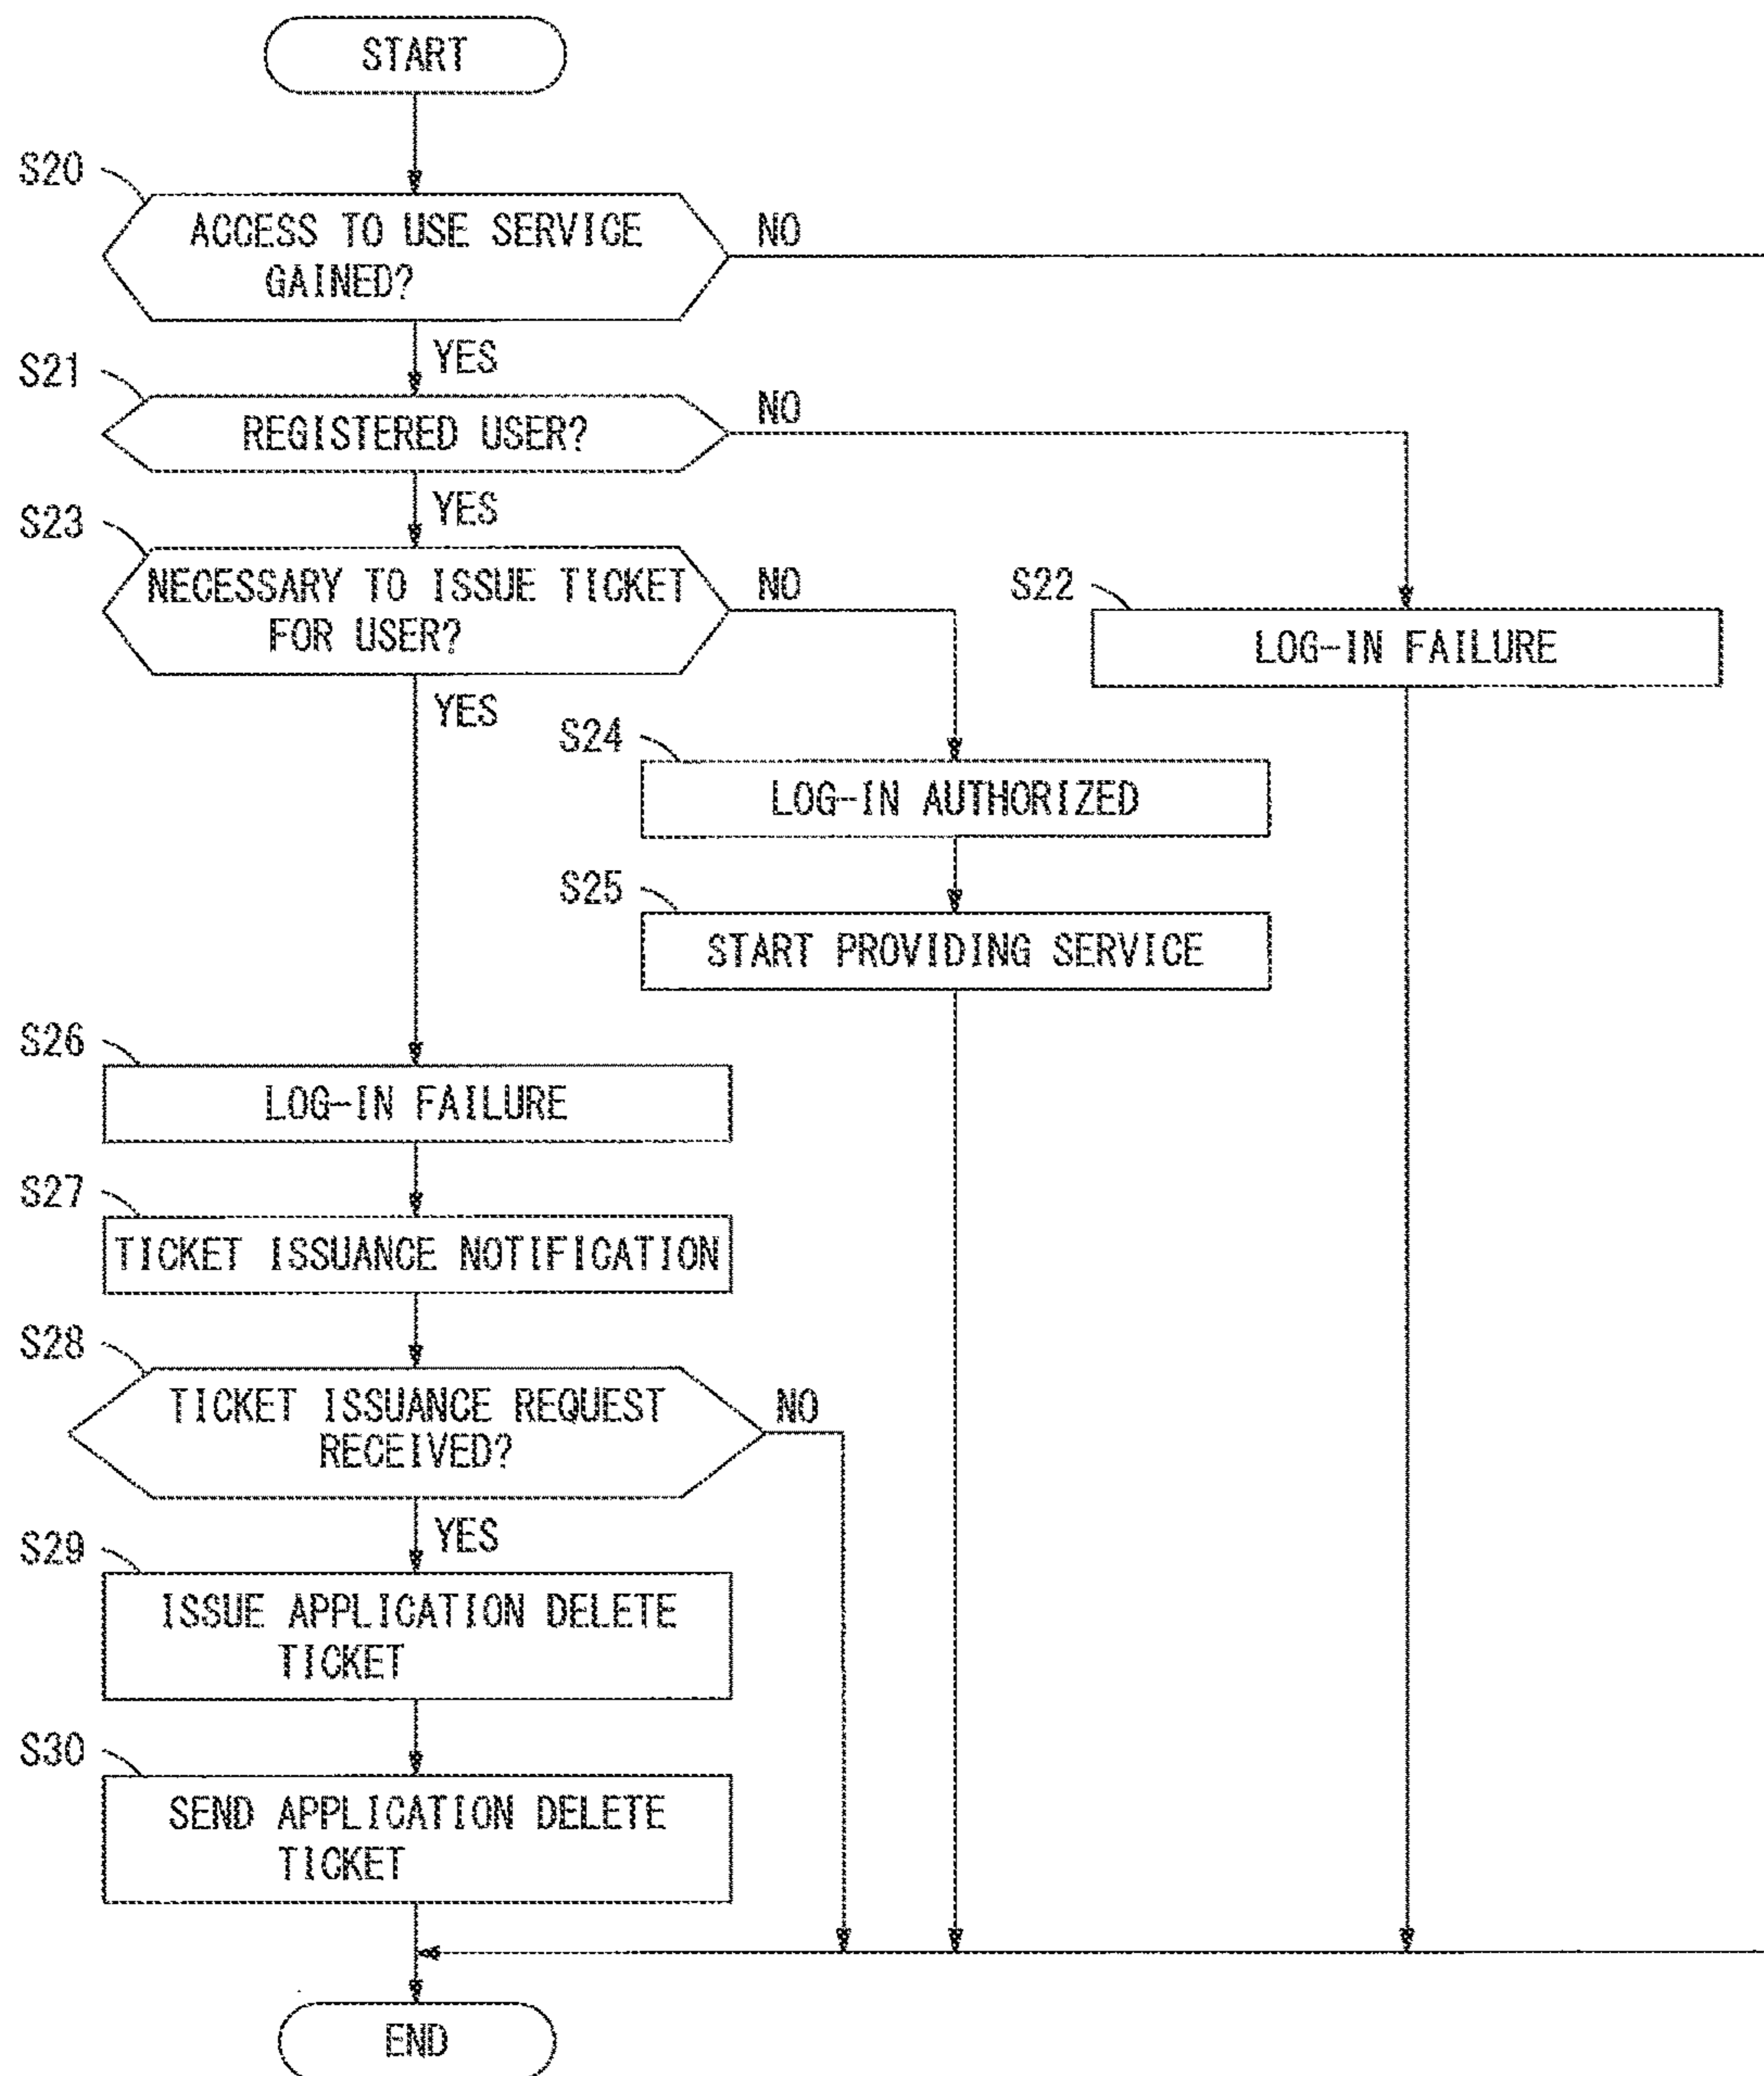 START
S20
ACCESS TO USE SERVICE
GAINED?
NO
YES
S21
REGISTERED USER?
NO
YES
S23
NECESSARY TO ISSUE TICKET
FOR USER?
NO
YES
S22
LOG-IN FAILURE
S24
LOG-IN AUTHORIZED
S25
START PROVIDING SERVICE
S26
LOG-IN FAILURE
S27
TICKET ISSUANCE NOTIFICATION
S28
TICKET ISSUANCE REQUEST
RECEIVED?
NO
YES
S29
ISSUE APPLICATION DELETE
TICKET
S30
SEND APPLICATION DELETE
TICKET
END